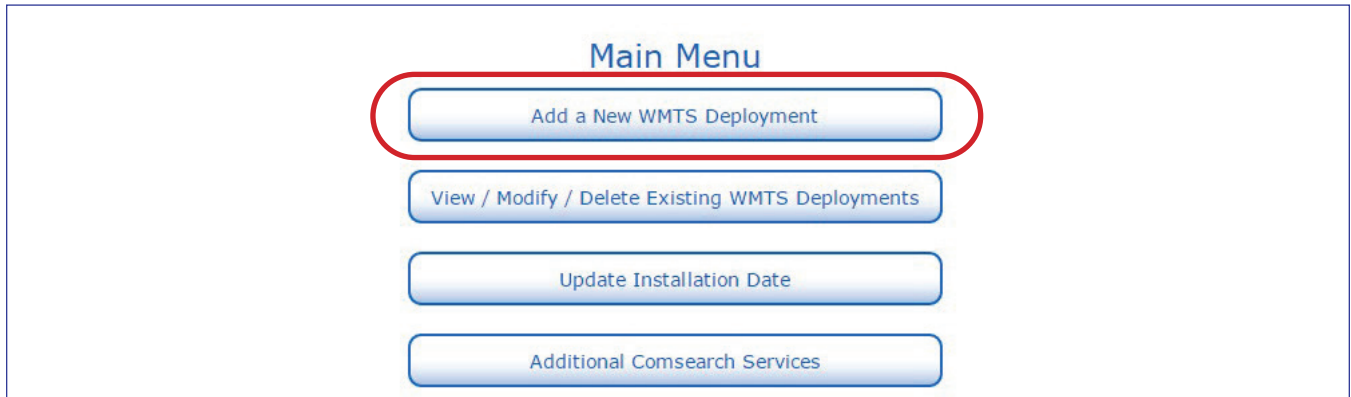 Main Menu
Add a New WMTS Deployment
View / Modify / Delete Existing WMTS Deployments
Update Installation Date
Additional Comsearch Services